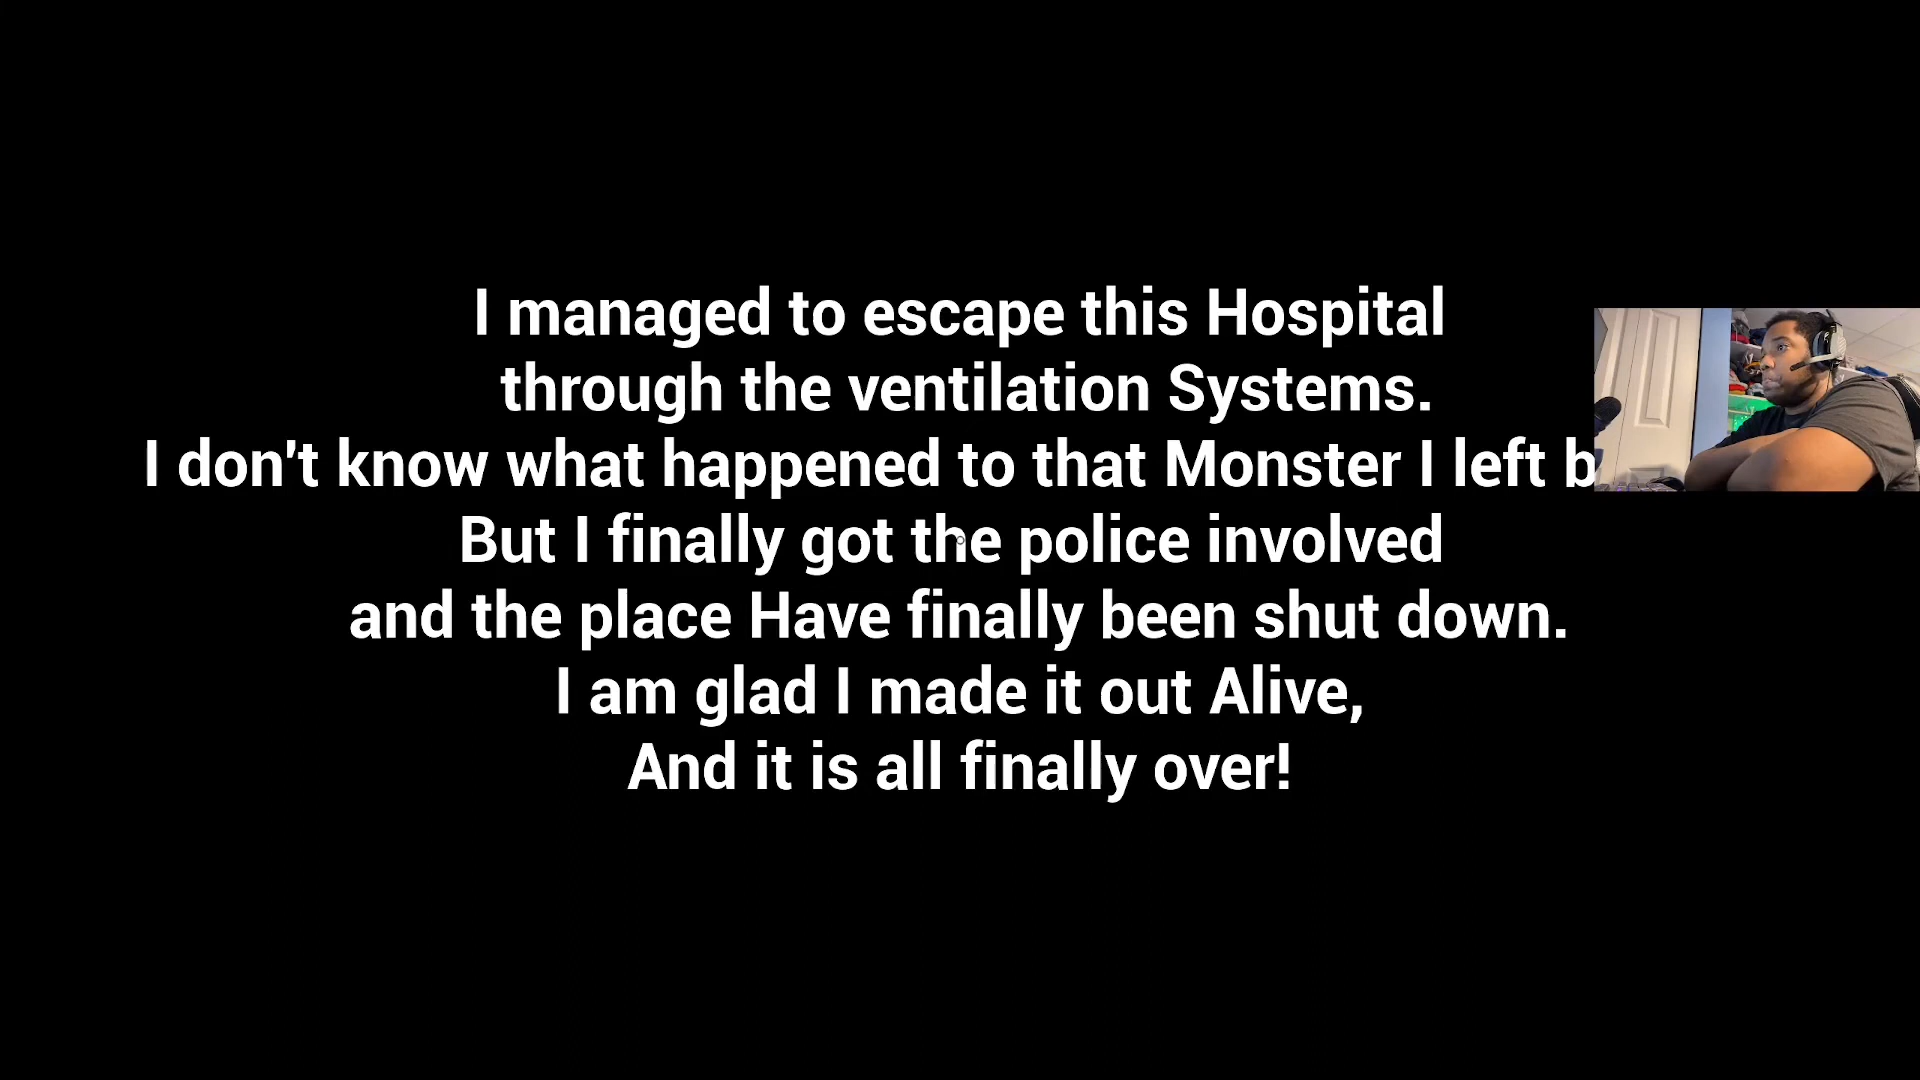 I managed to escape this Hospital
through the ventilation Systems.
I don't know what happened to that Monster I left
But I finally got the police involved
and the place Have finally been shut down.
I am glad I made it out Alive,
And it is all finally over!